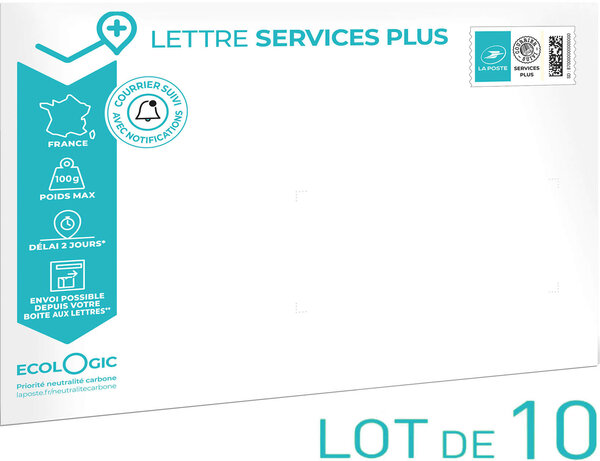 LETTRE SERVICES PLUS
LA POSTE
SERVICES
PLUS
COURRIER SUIVI
AVEC NOTIFICATIONS
FRANCE
100g
POIDS MAX
DÉLAI 2 JOURS*
ENVOI POSSIBLE
DEPUIS VOTRE
BOITE AUX LETTRES**
ECOLOGIC
Priorité neutralité carbone
laposte.fr/neutralitecarbone
LOT DE 10